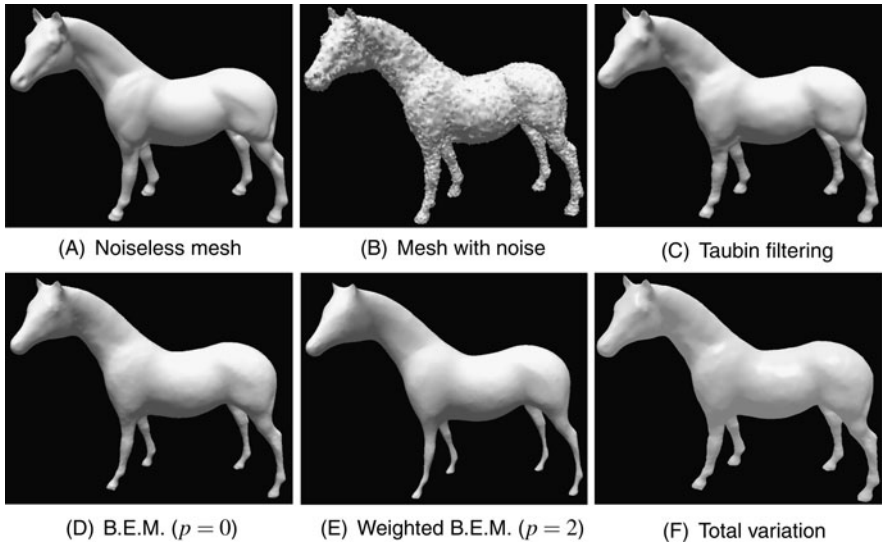 (A) Noiseless mesh
(B) Mesh with noise
(C) Taubin filtering
(D) B.E.M. (p = 0)
(E) Weighted B.E.M. (p = 2)
(F) Total variation